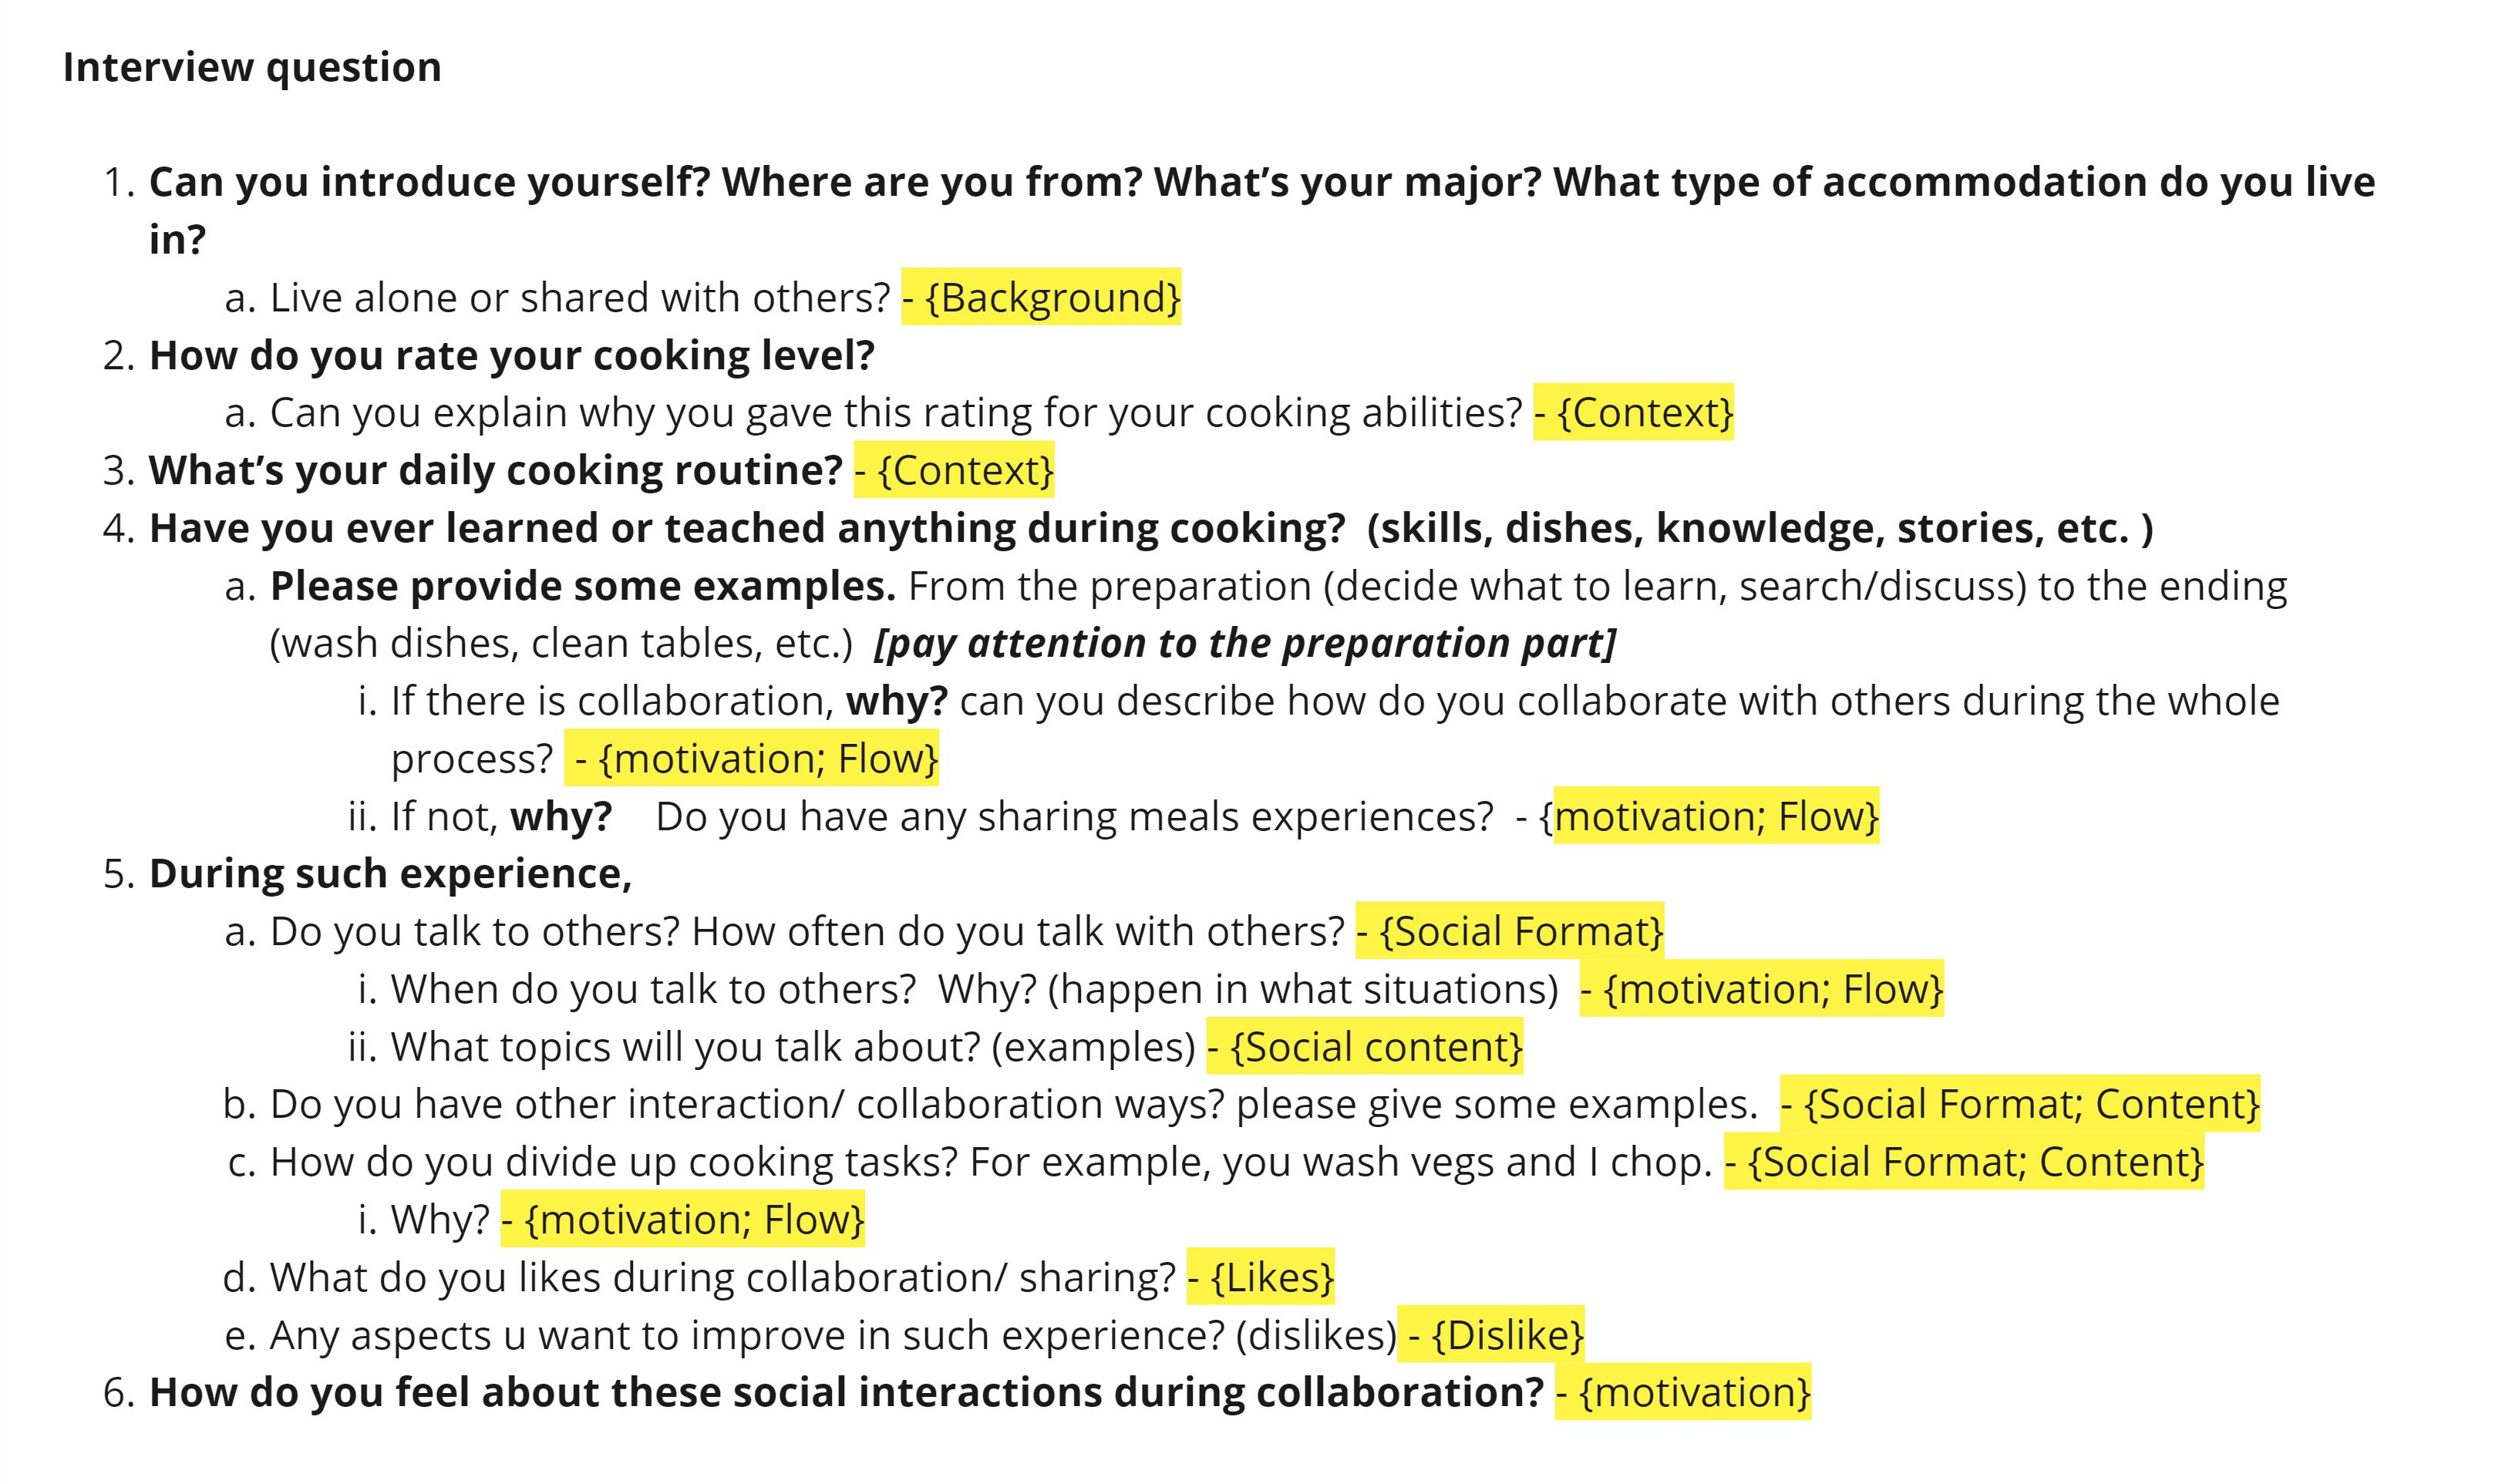 Interview question
1. Can you introduce yourself? Where are you from? What’s your major? What type of accommodation do you live
in?
a. Live alone or shared with others? - {Background}
2. How do you rate your cooking level?
a. Can you explain why you gave this rating for your cooking abilities? - {Context}
3. What’s your daily cooking routine? - {Context}
4. Have you ever learned or teached anything during cooking?  (skills, dishes, knowledge, stories, etc. )
a. Please provide some examples. From the preparation (decide what to learn, search/discuss) to the ending
(wash dishes, clean tables, etc.)  [pay attention to the preparation part]
i. If there is collaboration, why? can you describe how do you collaborate with others during the whole
process?  - {motivation; Flow}
ii. If not, why?    Do you have any sharing meals experiences?  - {motivation; Flow}
5. During such experience,
a. Do you talk to others? How often do you talk with others? - {Social Format}
i. When do you talk to others?  Why? (happen in what situations)  - {motivation; Flow}
ii. What topics will you talk about? (examples) - {Social content}
b. Do you have other interaction/ collaboration ways? please give some examples.  - {Social Format; Content}
c. How do you divide up cooking tasks? For example, you wash vegs and I chop. - {Social Format; Content}
i. Why? - {motivation; Flow}
d. What do you likes during collaboration/ sharing? - {Likes}
e. Any aspects u want to improve in such experience? (dislikes) - {Dislike}
6. How do you feel about these social interactions during collaboration? - {motivation}